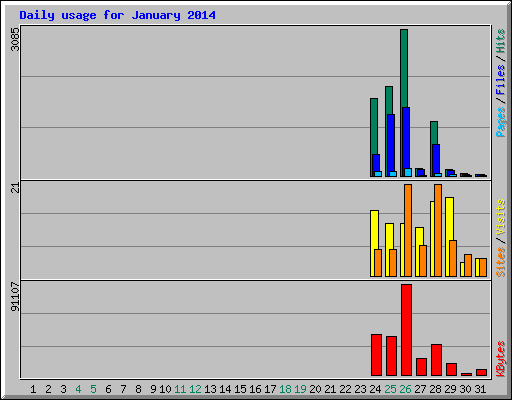 Daily usage for January 2014
3085
Pages / Files / Hits
21
Sites / Visits
91107
KBytes
1 2 3 4 5 6 7 8 9 10 11 12 13 14 15 16 17 18 19 20 21 22 23 24 25 26 27 28 29 30 31